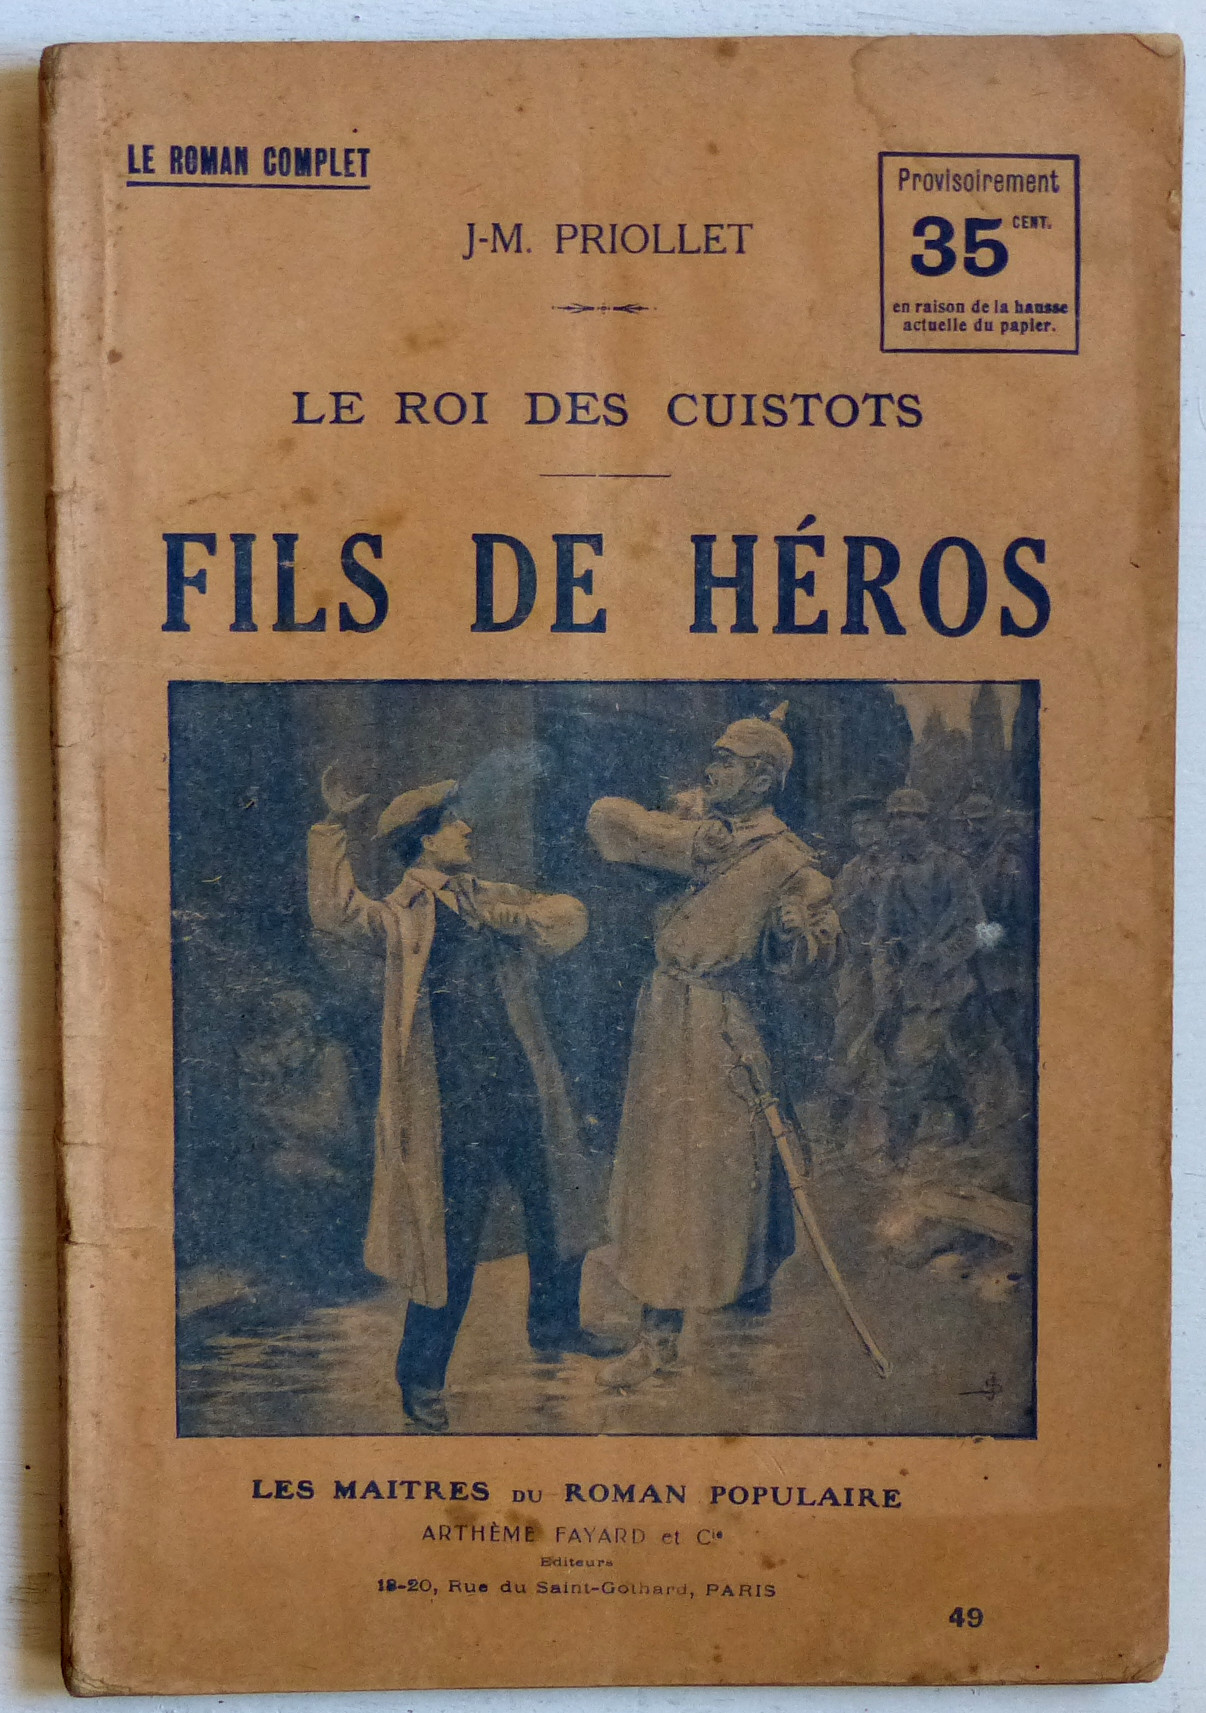 LE ROMAN COMPLET
Provisoirement
35 CENT.
en raison de la hausse
actuelle du papier.
J-M. PRIOLLET
LE ROI DES CUISTOTS
FILS DE HÉROS
LES MAITRES DU ROMAN POPULAIRE
ARTHÈME FAYARD et Cie
Editeurs
18-20, Rue du Saint-Gothard, PARIS
49